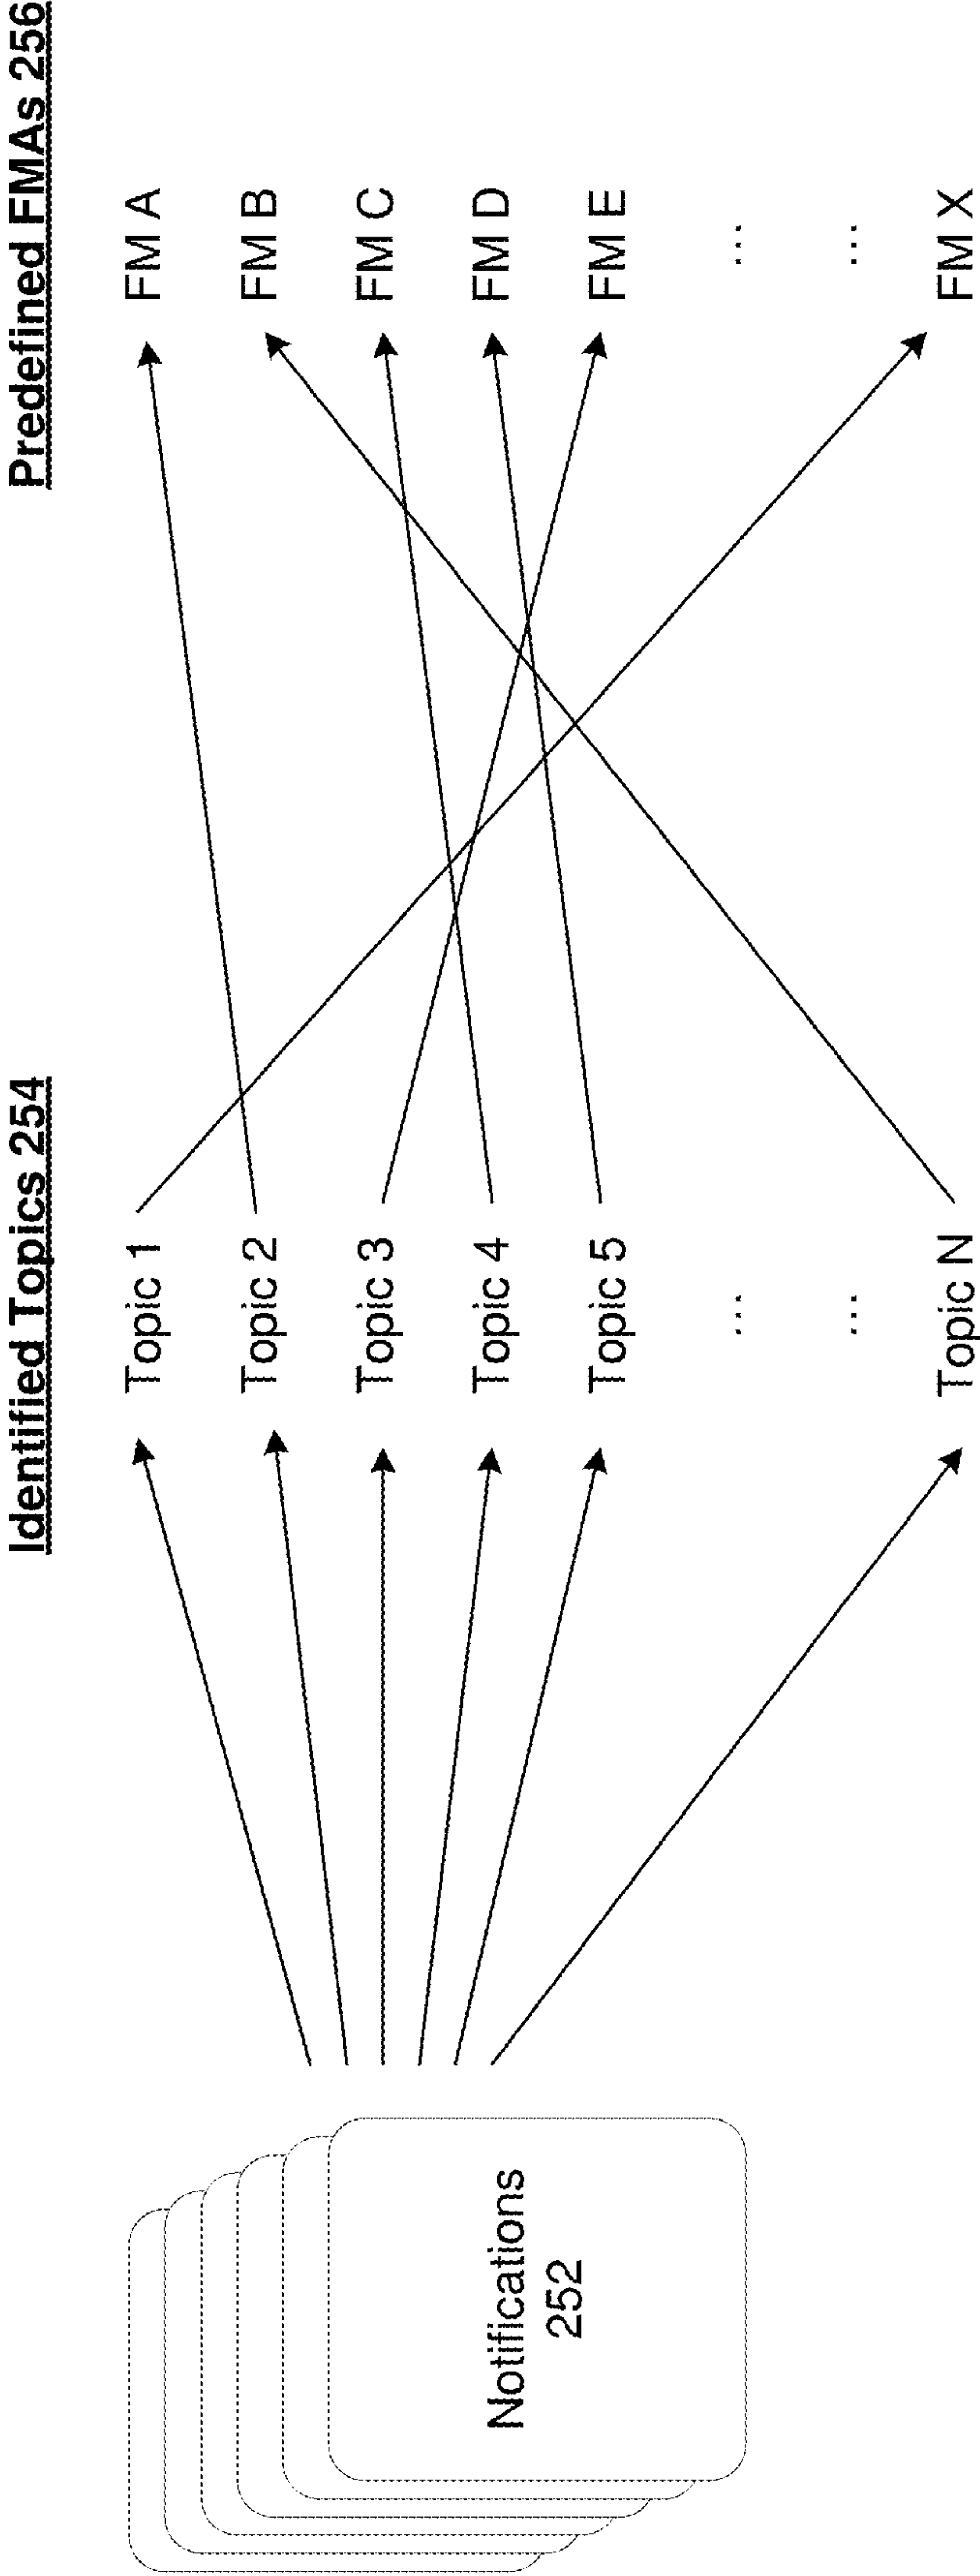 Identified Topics 254
Predefined FMAs 256
Notifications
252
Topic 1
Topic 2
Topic 3
Topic 4
Topic 5
...
...
Topic N
FM A
FM B
FM C
FM D
FM E
...
...
FM X